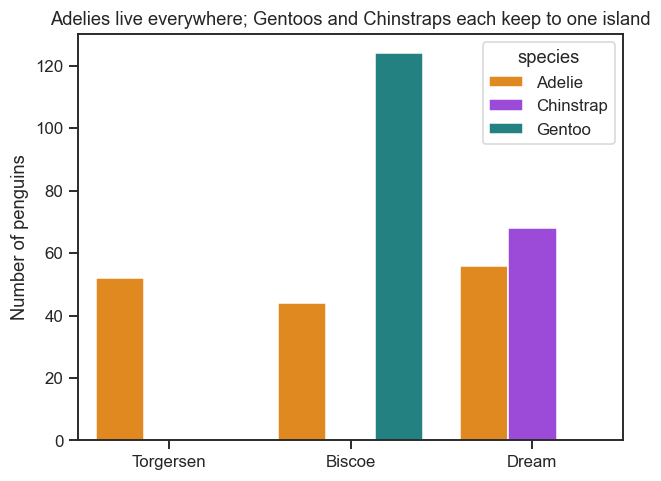 Adelies live everywhere; Gentoos and Chinstraps each keep to one island
Number of penguins
120
100
80
60
40
20
0
species
Adelie
Chinstrap
Gentoo
Torgersen
Biscoe
Dream